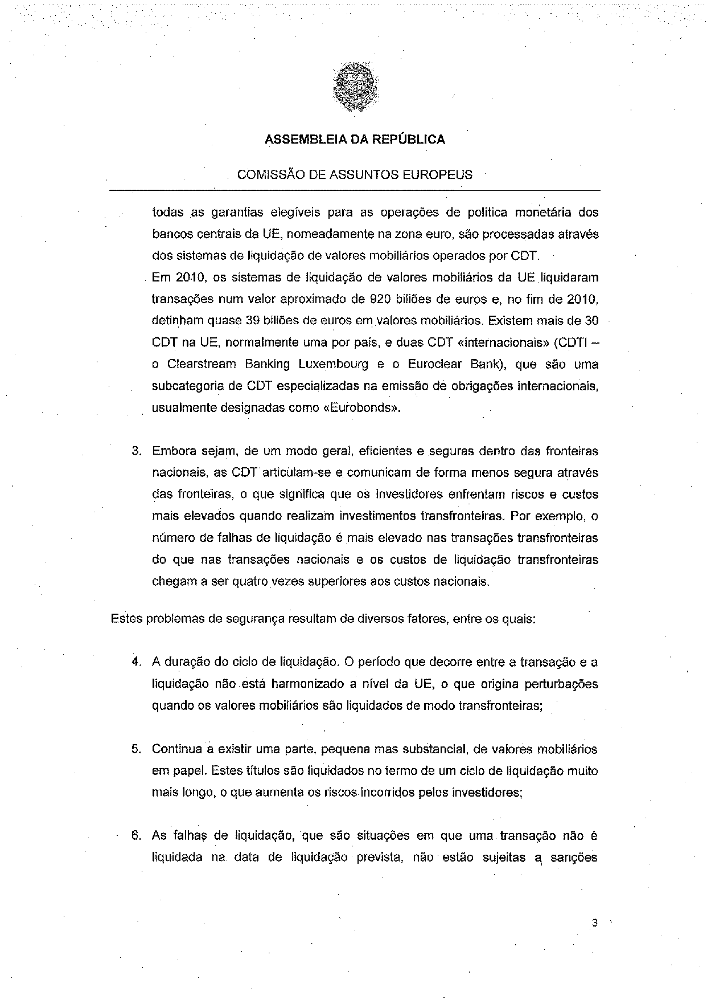 ASSEMBLEIA DA REPÚBLICA
COMISSÃO DE ASSUNTOS EUROPEUS
todas as garantias elegíveis para as operações de política monetária dos
bancos centrais da UE, nomeadamente na zona euro, são processadas através
dos sistemas de liquidação de valores mobiliários operados por CDT.
Em 2010, os sistemas de liquidação de valores mobiliários da UE liquidaram
transações num valor aproximado de 920 biliões de euros e, no fim de 2010,
detinham quase 39 biliões de euros em valores mobiliários. Existem mais de 30
CDT na UE, normalmente uma por país, e duas CDT «internacionais» (CDTI –
o Clearstream Banking Luxembourg e o Euroclear Bank), que são uma
subcategoria de CDT especializadas na emissão de obrigações internacionais,
usualmente designadas como «Eurobonds».
3. Embora sejam, de um modo geral, eficientes e seguras dentro das fronteiras
nacionais, as CDT articulam-se e comunicam de forma menos segura através
das fronteiras, o que significa que os investidores enfrentam riscos e custos
mais elevados quando realizam investimentos transfronteiras. Por exemplo, o
número de falhas de liquidação é mais elevado nas transações transfronteiras
do que nas transações nacionais e os custos de liquidação transfronteiras
chegam a ser quatro vezes superiores aos custos nacionais.
Estes problemas de segurança resultam de diversos fatores, entre os quais:
4. A duração do ciclo de liquidação. O período que decorre entre a transação e a
liquidação não está harmonizado a nível da UE, o que origina perturbações
quando os valores mobiliários são liquidados de modo transfronteiras;
5. Continua a existir uma parte, pequena mas substancial, de valores mobiliários
em papel. Estes títulos são liquidados no termo de um ciclo de liquidação muito
mais longo, o que aumenta os riscos incorridos pelos investidores;
6. As falhas de liquidação, que são situações em que uma transação não é
liquidada na data de liquidação prevista, não estão sujeitas a sanções
3